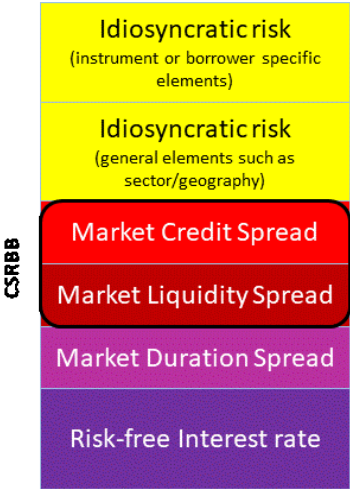 Idiosyncratic risk
(instrument or borrower specific
elements)
Idiosyncratic risk
(general elements such as
sector/geography)
CSRBB
Market Credit Spread
Market Liquidity Spread
Market Duration Spread
Risk-free Interest rate